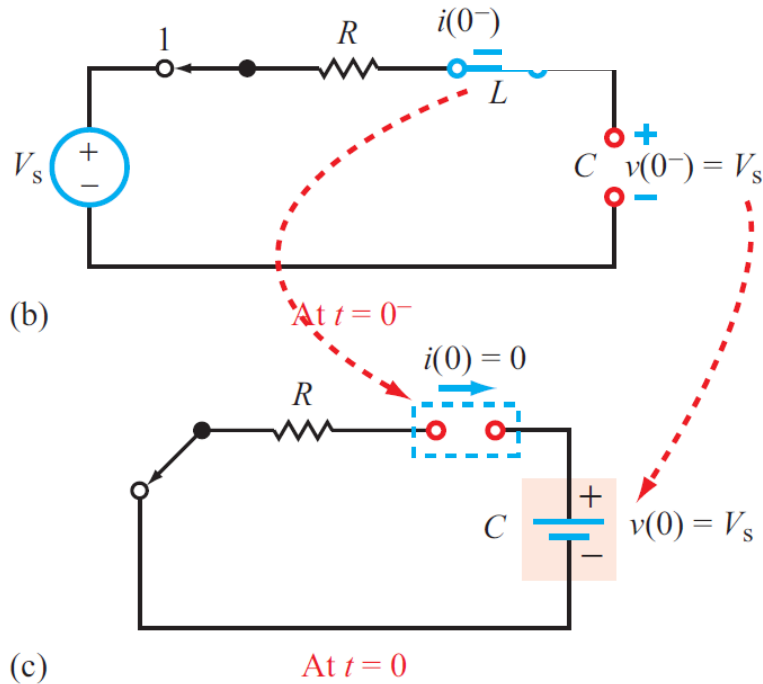 i(0⁻)
1 R
L
Vₛ + − C + − v(0⁻) = Vₛ
(b) At t = 0⁻
i(0) = 0
R
C + − v(0) = Vₛ
(c) At t = 0